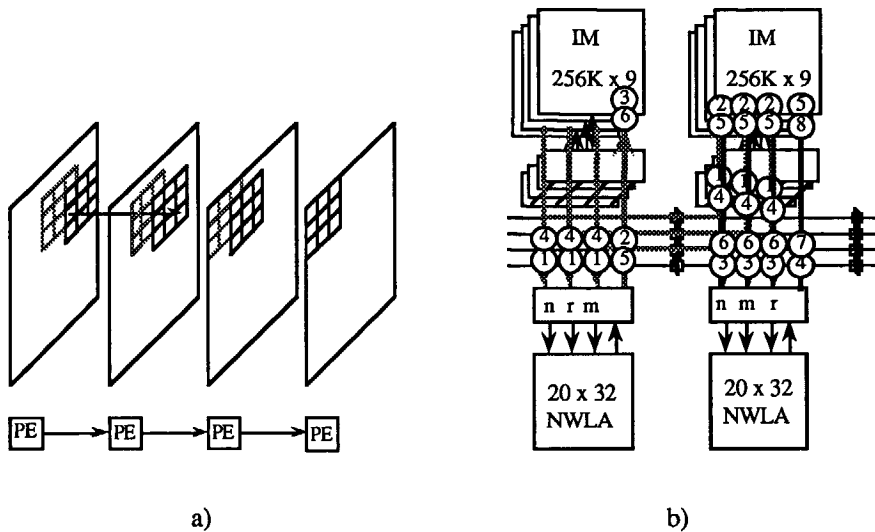 IM
IM
256K x 9
256K x 9
3
2 2 2 5
6
5 5 5 8
1 1 1
4 4 4
4 4 4 2
6 6 6 7
1 1 1 5
3 3 3 4
n r m
n m r
20 x 32
20 x 32
NWLA
NWLA
PE PE PE PE
a)
b)